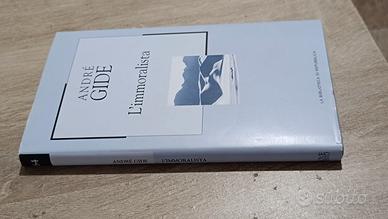 ANDRÉ
GIDE
L'immoralista
LA BIBLIOTECA DI REPUBBLICA
ANDRÉ GIDE L'IMMORALISTA
subito